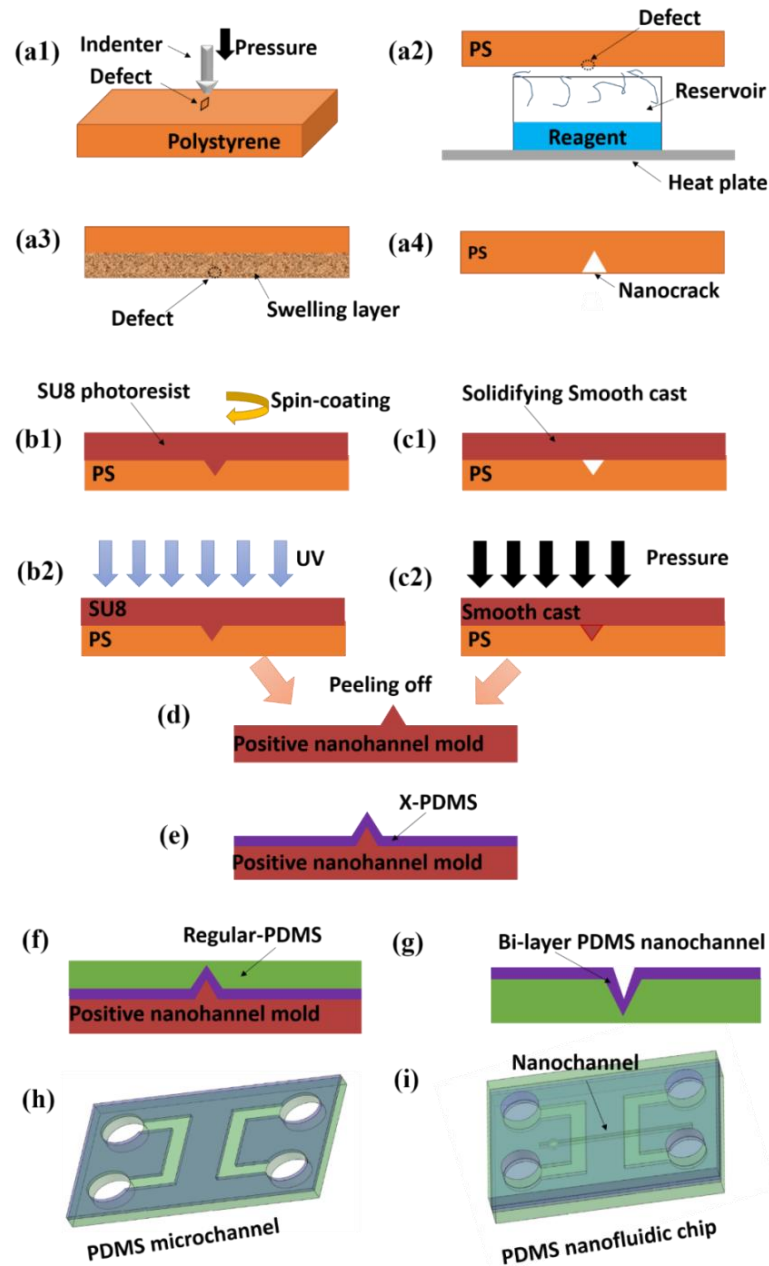 (a1)
Indenter
Pressure
Defect
Polystyrene
(a2)
Defect
PS
Reservoir
Reagent
Heat plate
(a3)
Defect
Swelling layer
(a4)
PS
Nanocrack
SU8 photoresist
Spin-coating
(b1)
PS
Solidifying Smooth cast
(c1)
PS
(b2)
UV
SU8
PS
(c2)
Pressure
Smooth cast
PS
Peeling off
(d)
Positive nanohannel mold
X-PDMS
(e)
Positive nanohannel mold
(f)
Regular-PDMS
Positive nanohannel mold
(g)
Bi-layer PDMS nanochannel
(h)
PDMS microchannel
Nanochannel
(i)
PDMS nanofluidic chip